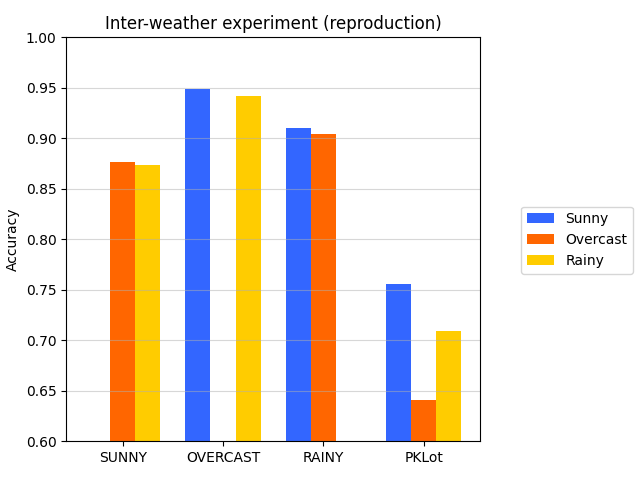 Inter-weather experiment (reproduction)
1.00
0.95
0.90
0.85
0.80
0.75
0.70
0.65
0.60
Accuracy
SUNNY OVERCAST RAINY PKLot
Sunny
Overcast
Rainy